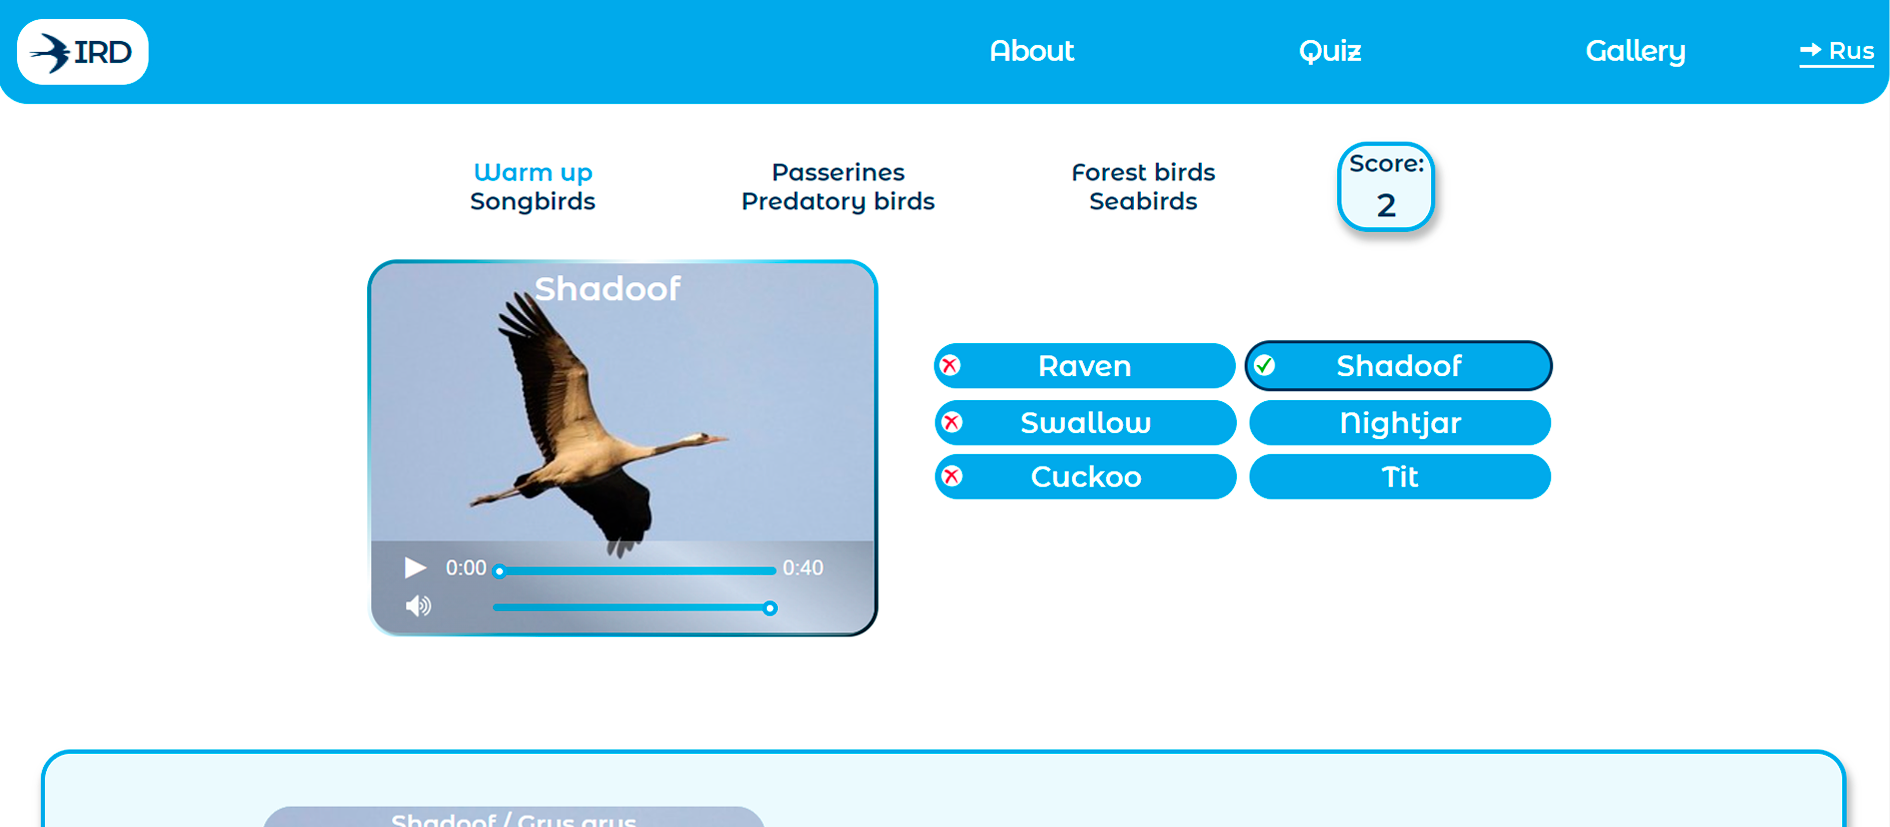 IRD
About
Quiz
Gallery
Rus
Warm up
Songbirds
Passerines
Predatory birds
Forest birds
Seabirds
Score:
2
Shadoof
0:00
0:40
Raven
Shadoof
Swallow
Nightjar
Cuckoo
Tit
Shadoof / Grus grus